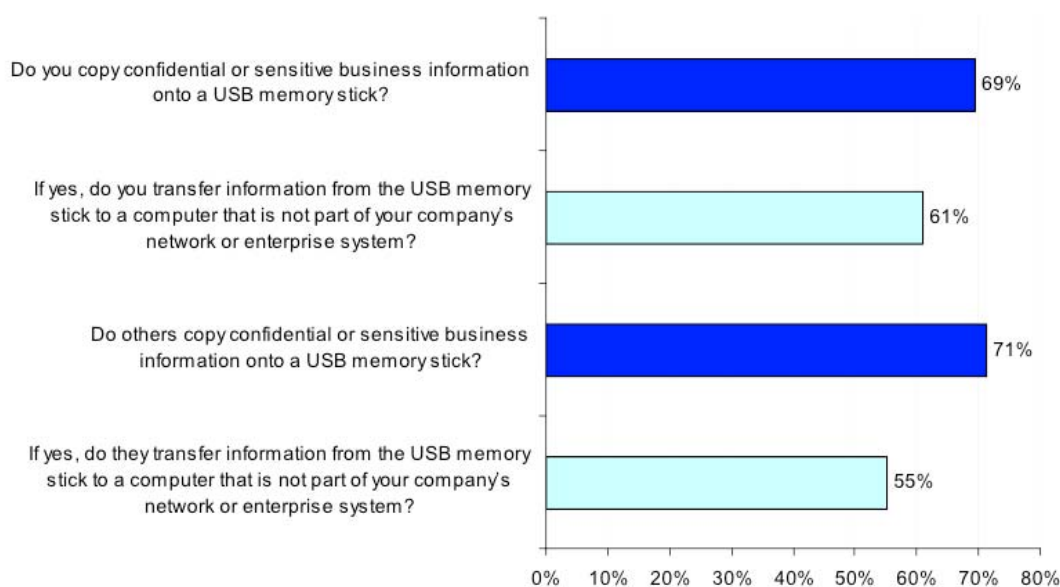 Do you copy confidential or sensitive business information
onto a USB memory stick?
69%
If yes, do you transfer information from the USB memory
stick to a computer that is not part of your company's
network or enterprise system?
61%
Do others copy confidential or sensitive business
information onto a USB memory stick?
71%
If yes, do they transfer information from the USB memory
stick to a computer that is not part of your company's
network or enterprise system?
55%
0% 10% 20% 30% 40% 50% 60% 70% 80%